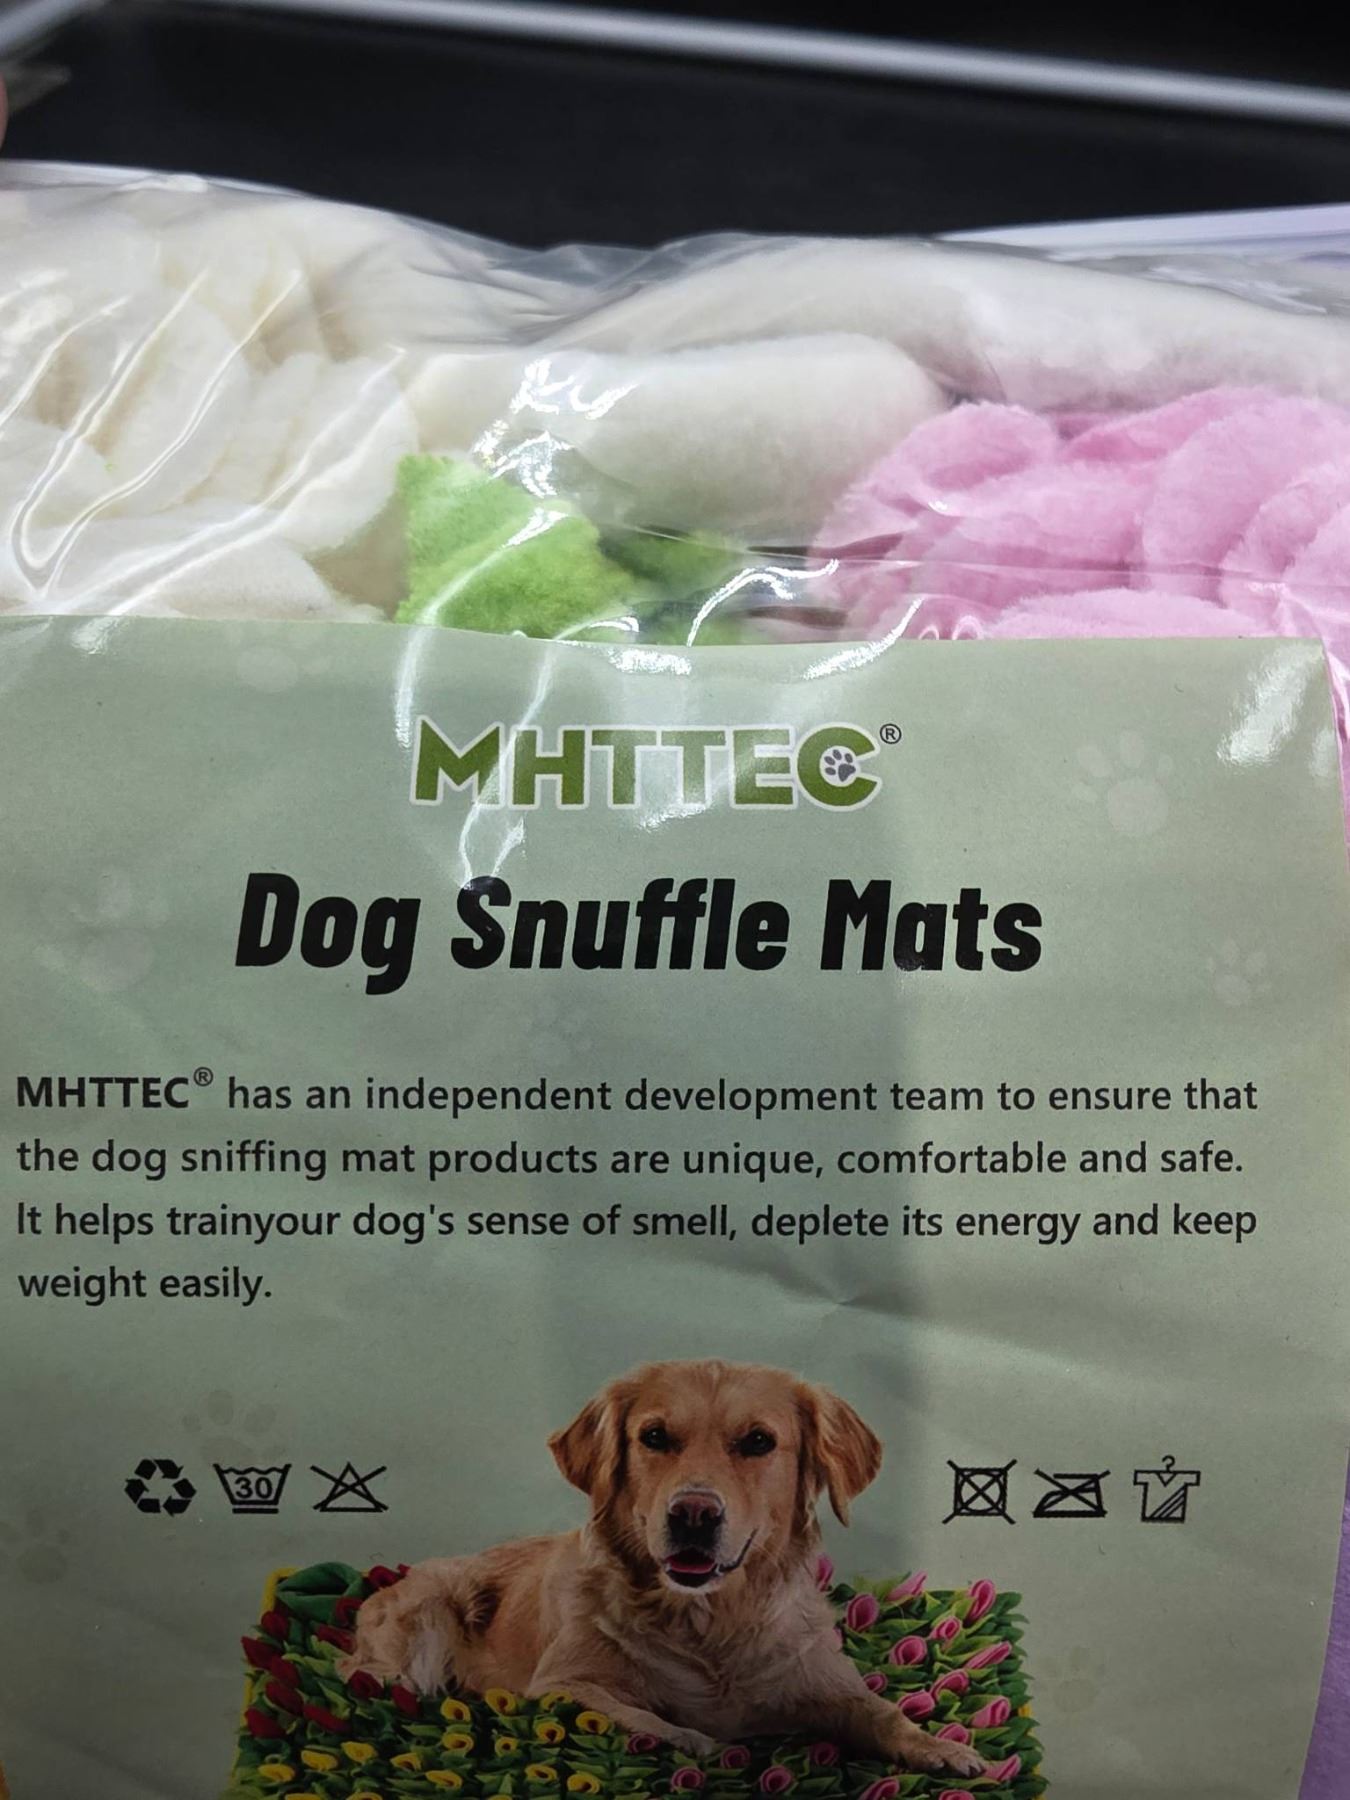 MHTTEC®
Dog Snuffle Mats
MHTTEC® has an independent development team to ensure that
the dog sniffing mat products are unique, comfortable and safe.
It helps trainyour dog's sense of smell, deplete its energy and keep
weight easily.
30